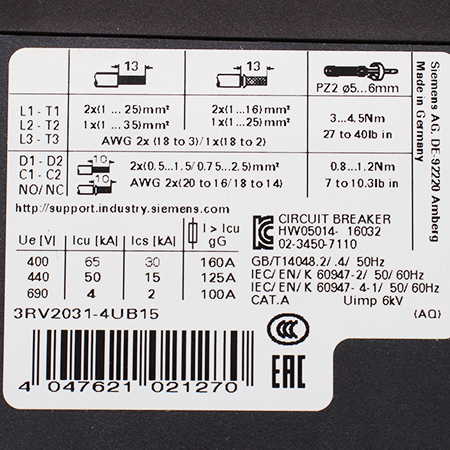 13 13
PZ2 ø5...6mm
L1 - T1 2x(1 ...25)mm² 2x(1...16)mm² 3...4.5Nm
L2 - T2 1x(1 ...35)mm² 1x(1...25)mm²
L3 - T3 AWG 2x(18 to 3)/1x(18 to 2) 27 to 40lb in
D1 - D2 10 2x(0.5...1.5/0.75...2.5)mm² 0.8...1.2Nm
C1 - C2 10
NO/NC AWG 2x(20 to 16/18 to 14) 7 to 10.3lb in
Siemens AG, DE-92220 Amberg
Made in Germany
http://support.industry.siemens.com
Ue [V] Icu [kA] Ics [kA] I > Icu
gG
400 65 30 160A
440 50 15 125A
690 4 2 100A
CIRCUIT BREAKER
HW05014- 16032
02-3450-7110
GB/T14048.2/ .4/ 50Hz
IEC/EN/K 60947- 2/ 50/60Hz
IEC/EN/K 60947- 4-1/ 50/60Hz
CAT.A Uimp 6kV
(AQ)
3RV2031-4UB15
4 047621 021270
CCC
EAC